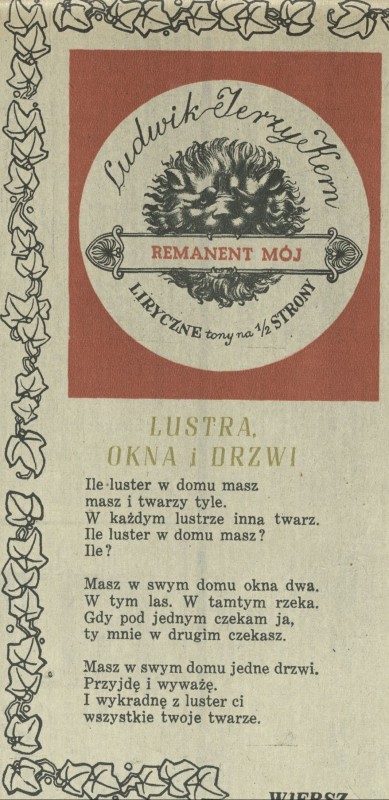 Ludwik Jerzy Kern
REMANENT MÓJ
LIRYCZNE tony na 1/2 STRONY
LUSTRA,
OKNA i DRZWI
Ile luster w domu masz
masz i twarzy tyle.
W każdym lustrze inna twarz.
Ile luster w domu masz?
Ile?
Masz w swym domu okna dwa.
W tym las. W tamtym rzeka.
Gdy pod jednym czekam ja,
ty mnie w drugim czekasz.
Masz w swym domu jedne drzwi.
Przyjdę i wyważę.
I wykradnę z luster ci
wszystkie twoje twarze.
WIERSZ